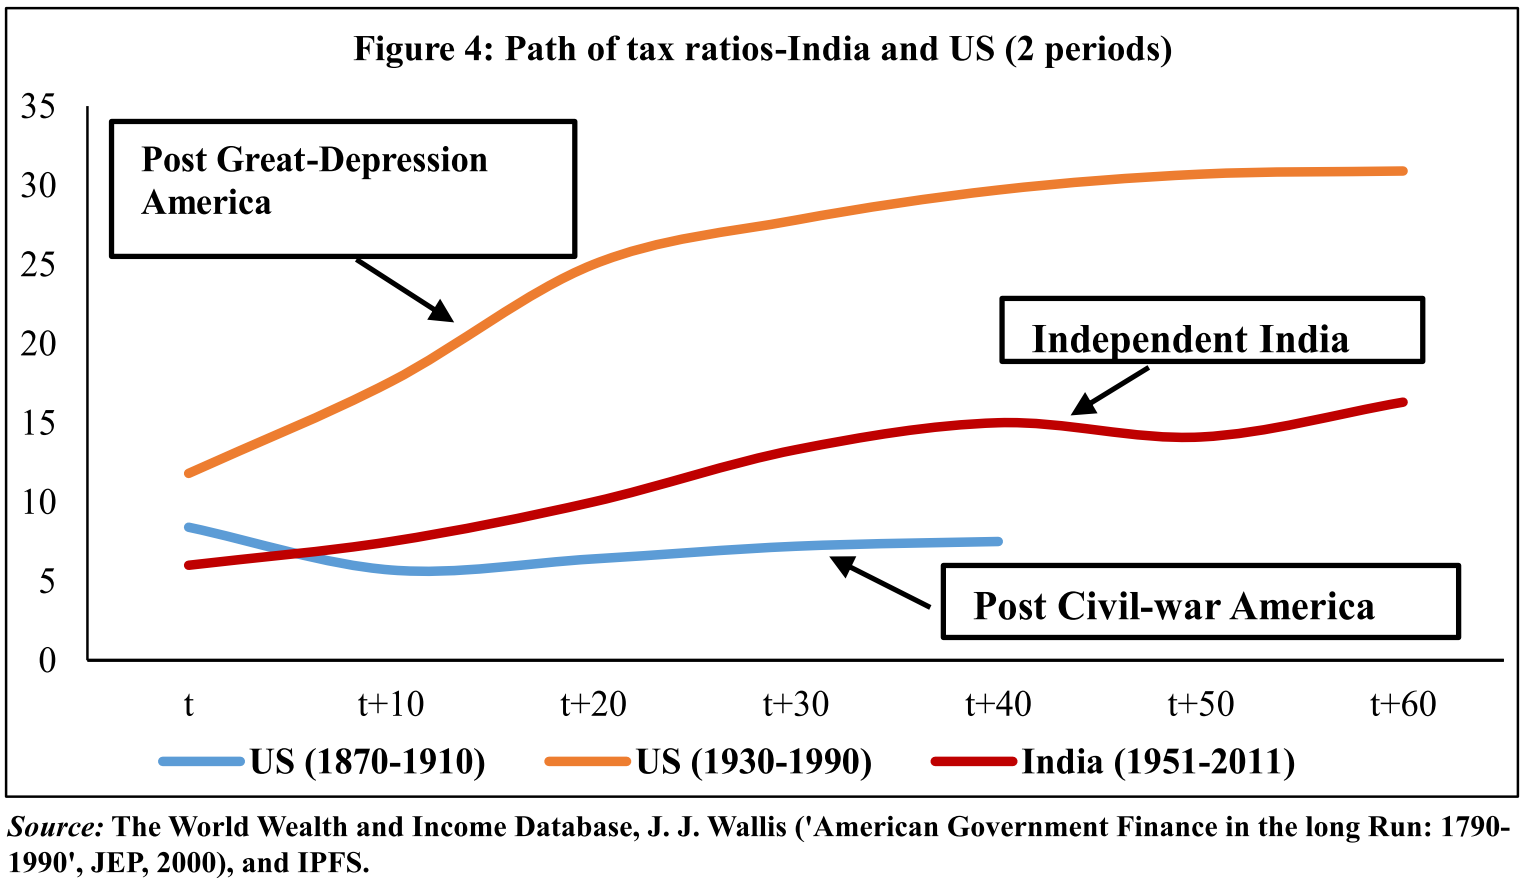 Figure 4: Path of tax ratios-India and US (2 periods)
35
30
25
20
15
10
5
0
Post Great-Depression
America
Independent India
Post Civil-war America
t
t+10
t+20
t+30
t+40
t+50
t+60
US (1870-1910)
US (1930-1990)
India (1951-2011)
Source: The World Wealth and Income Database, J. J. Wallis ('American Government Finance in the long Run: 1790-
1990', JEP, 2000), and IPFS.